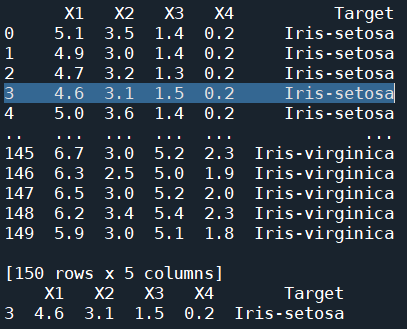 X1 X2 X3 X4 Target
0 5.1 3.5 1.4 0.2 Iris-setosa
1 4.9 3.0 1.4 0.2 Iris-setosa
2 4.7 3.2 1.3 0.2 Iris-setosa
3 4.6 3.1 1.5 0.2 Iris-setosa
4 5.0 3.6 1.4 0.2 Iris-setosa
.. ... ... ... ... ...
145 6.7 3.0 5.2 2.3 Iris-virginica
146 6.3 2.5 5.0 1.9 Iris-virginica
147 6.5 3.0 5.2 2.0 Iris-virginica
148 6.2 3.4 5.4 2.3 Iris-virginica
149 5.9 3.0 5.1 1.8 Iris-virginica
[150 rows x 5 columns]
X1 X2 X3 X4 Target
3 4.6 3.1 1.5 0.2 Iris-setosa